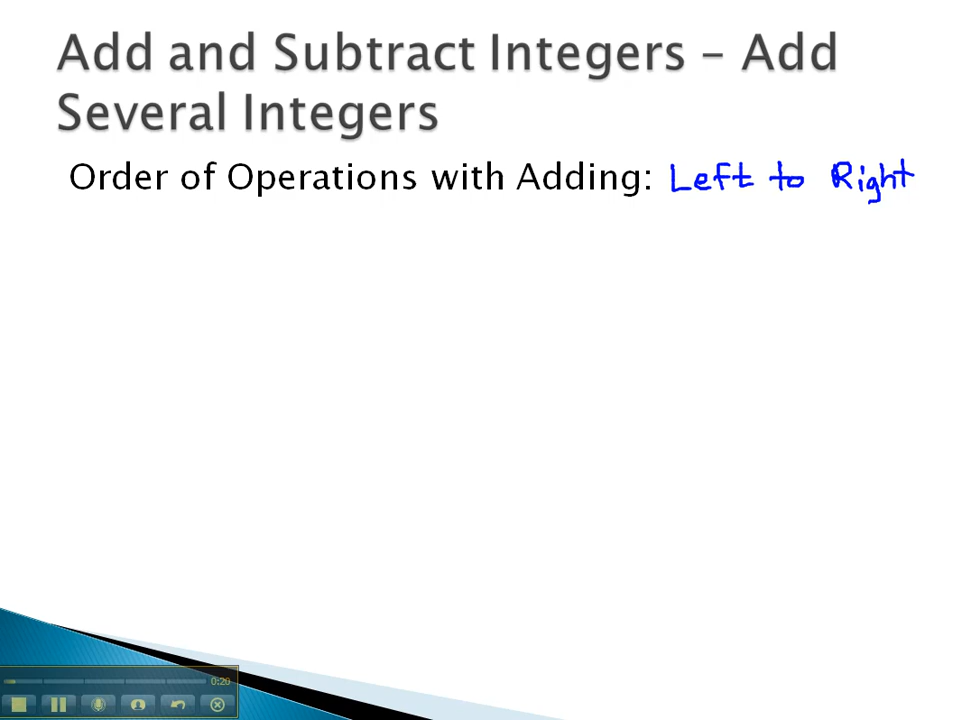 Add and Subtract Integers – Add
Several Integers
Order of Operations with Adding: Left to Right
0:20